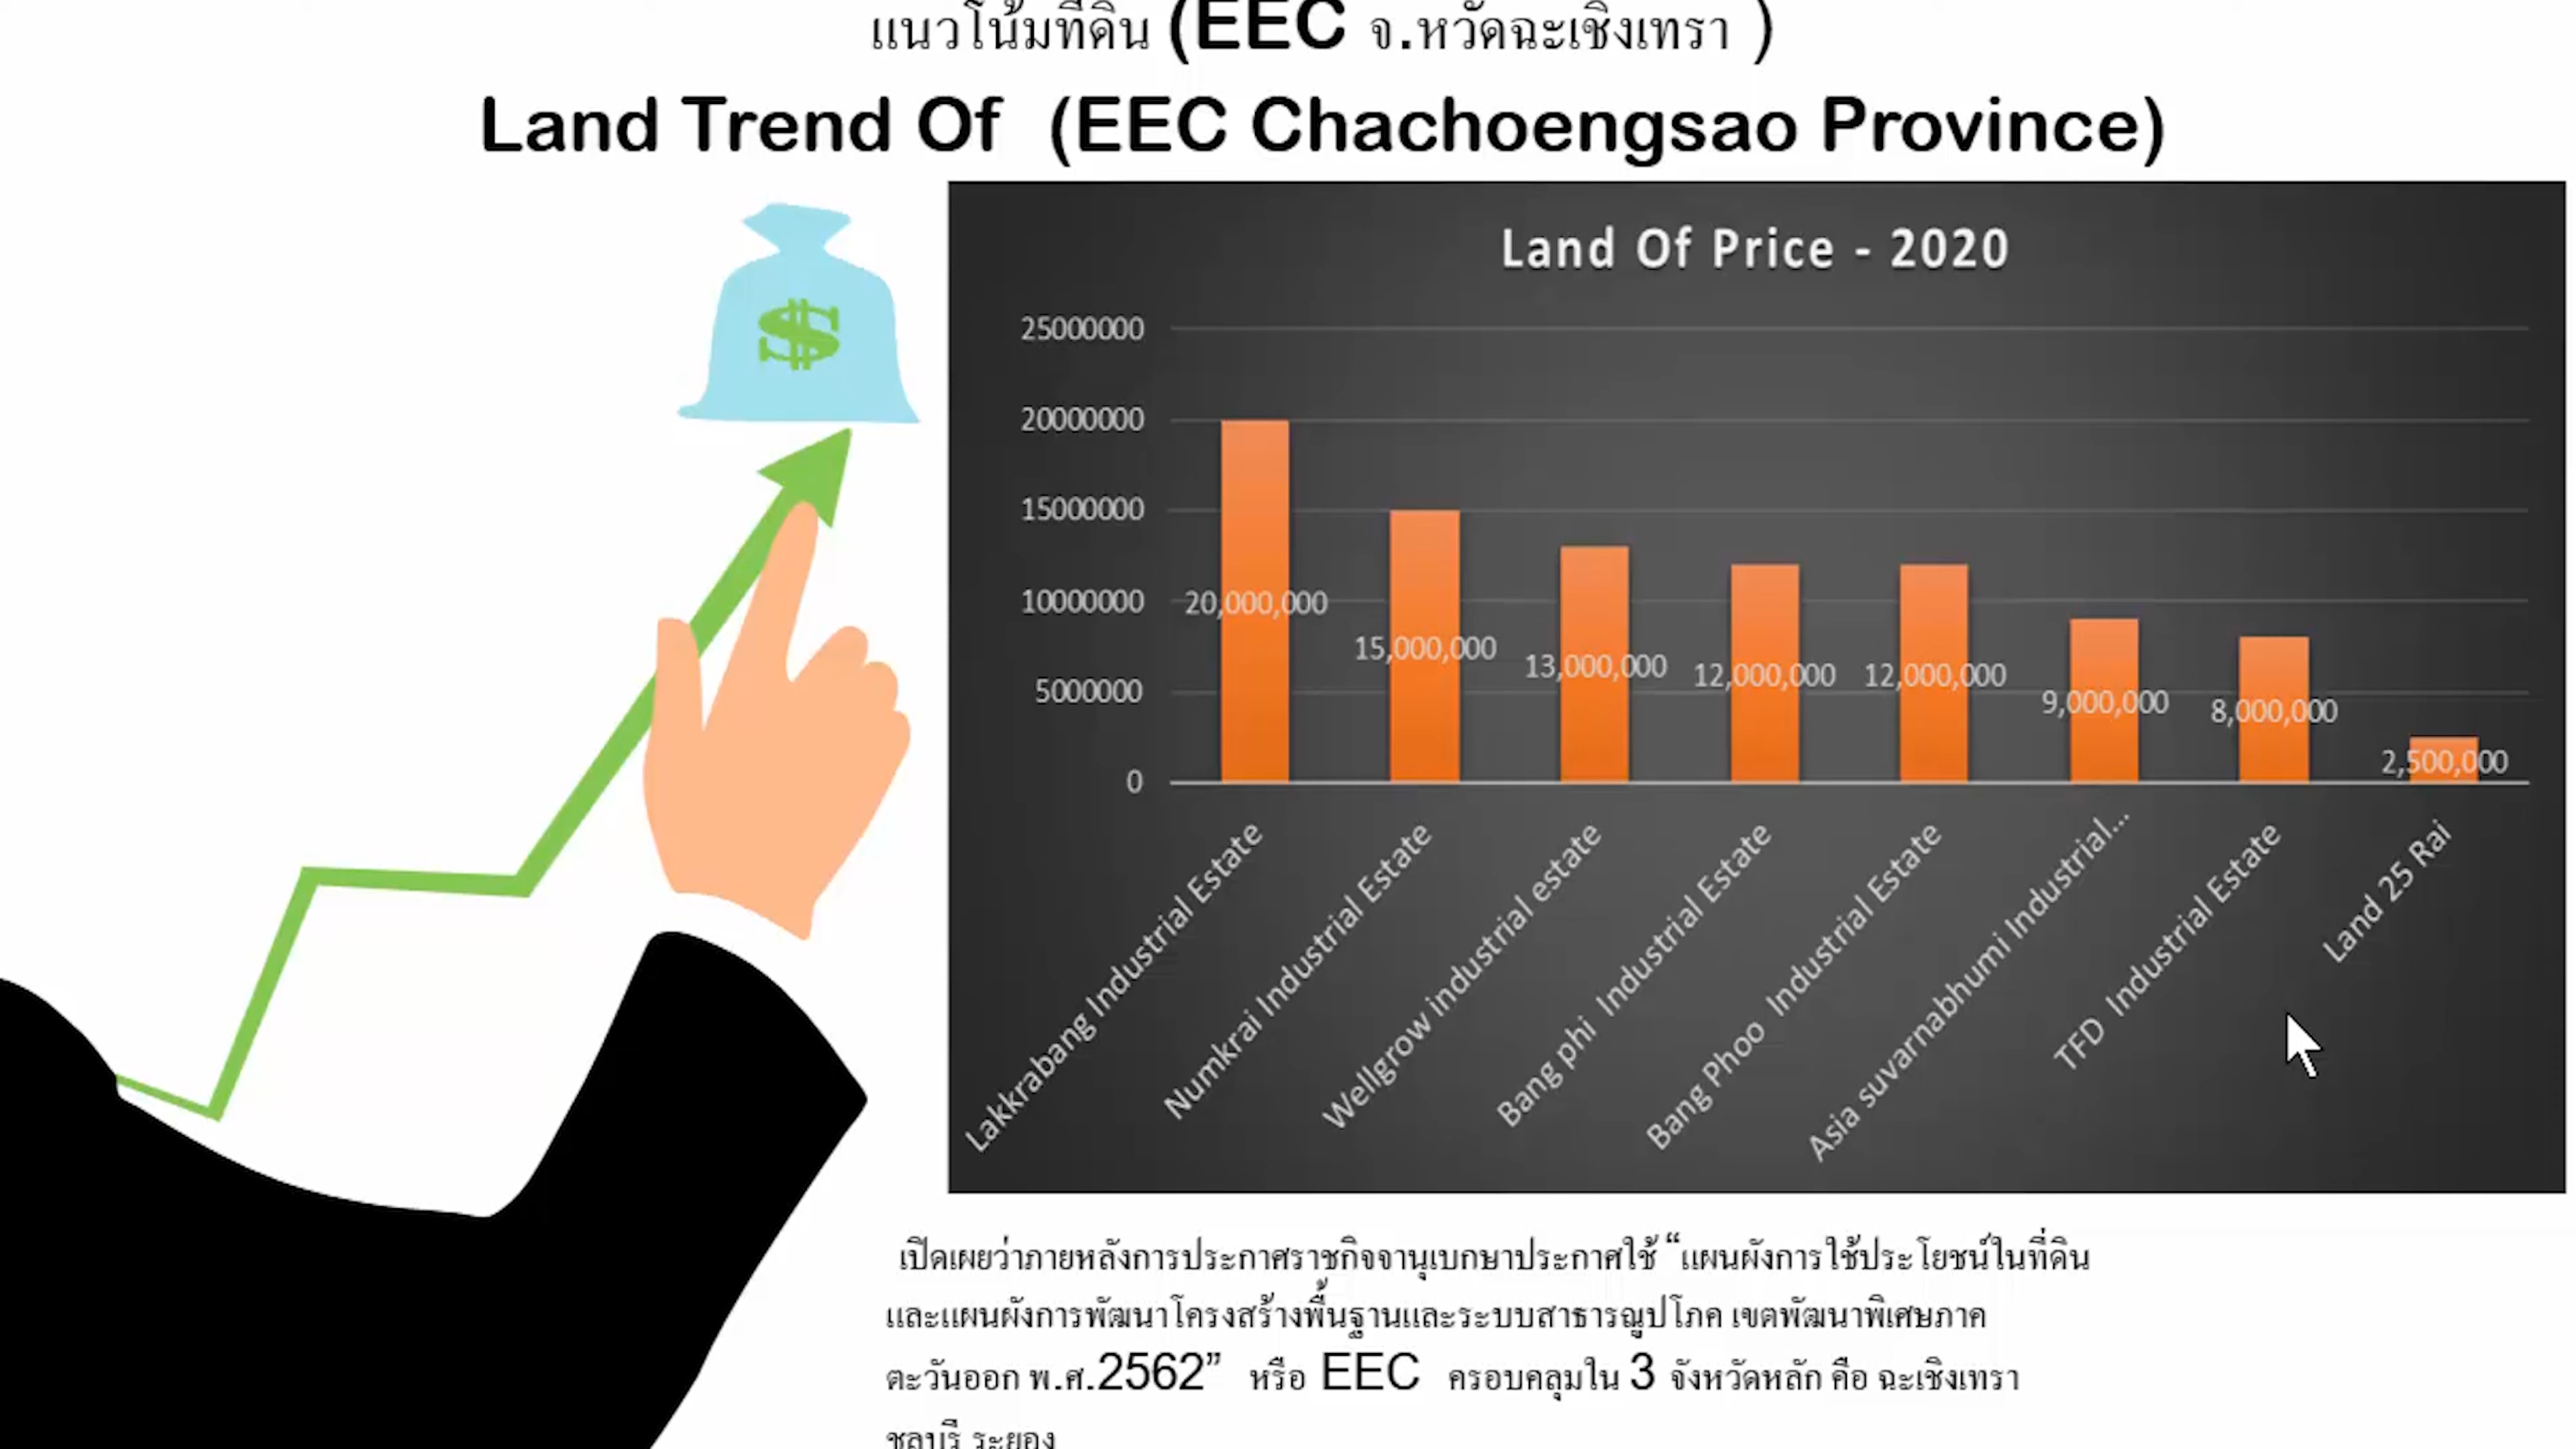 แนวโน้มที่ดิน (EEC จ.หวัดฉะเชิงเทรา )
Land Trend Of (EEC Chachoengsao Province)
$
Land Of Price - 2020
25000000
20000000
15000000
10000000
5000000
0
20,000,000
15,000,000
13,000,000
12,000,000
12,000,000
9,000,000
8,000,000
2,500,000
Lakkrabang Industrial Estate
Numkrai Industrial Estate
Wellgrow industrial estate
Bang phi Industrial Estate
Bang Phoo Industrial Estate
Asia suvarnabhumi Industrial...
TFD Industrial Estate
Land 25 Rai
เปิดเผยว่าภายหลังการประกาศราชกิจจานุเบกษาประกาศใช้ “แผนผังการใช้ประโยชน์ในที่ดิน
และแผนผังการพัฒนาโครงสร้างพื้นฐานและระบบสาธารณูปโภค เขตพัฒนาพิเศษภาค
ตะวันออก พ.ศ.2562” หรือ EEC ครอบคลุมใน 3 จังหวัดหลัก คือ ฉะเชิงเทรา
ชลบุรี ระยอง